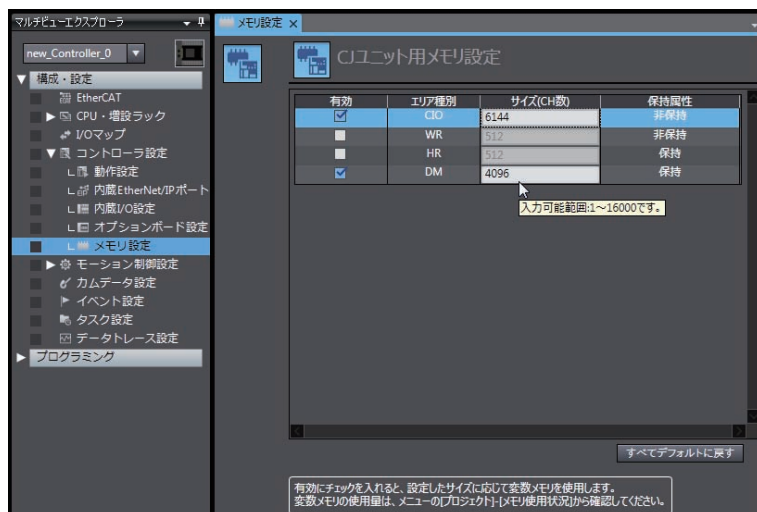 マルチビューエクスプローラ
メモリ設定
new_Controller_0
CJユニット用メモリ設定
構成・設定
EtherCAT
CPU・増設ラック
I/Oマップ
コントローラ設定
動作設定
内蔵EtherNet/IPポート
内蔵I/O設定
オプションボード設定
メモリ設定
モーション制御設定
カムデータ設定
イベント設定
タスク設定
データトレース設定
プログラミング
有効 エリア種別 サイズ(CH数) 保持属性
CIO 6144 非保持
WR 512 非保持
HR 512 保持
DM 4096 保持
入力可能範囲:1～16000です。
すべてデフォルトに戻す
有効にチェックを入れると、設定したサイズに応じて変数メモリを使用します。
変数メモリの使用量は、メニューの[プロジェクト]-[メモリ使用状況]から確認してください。